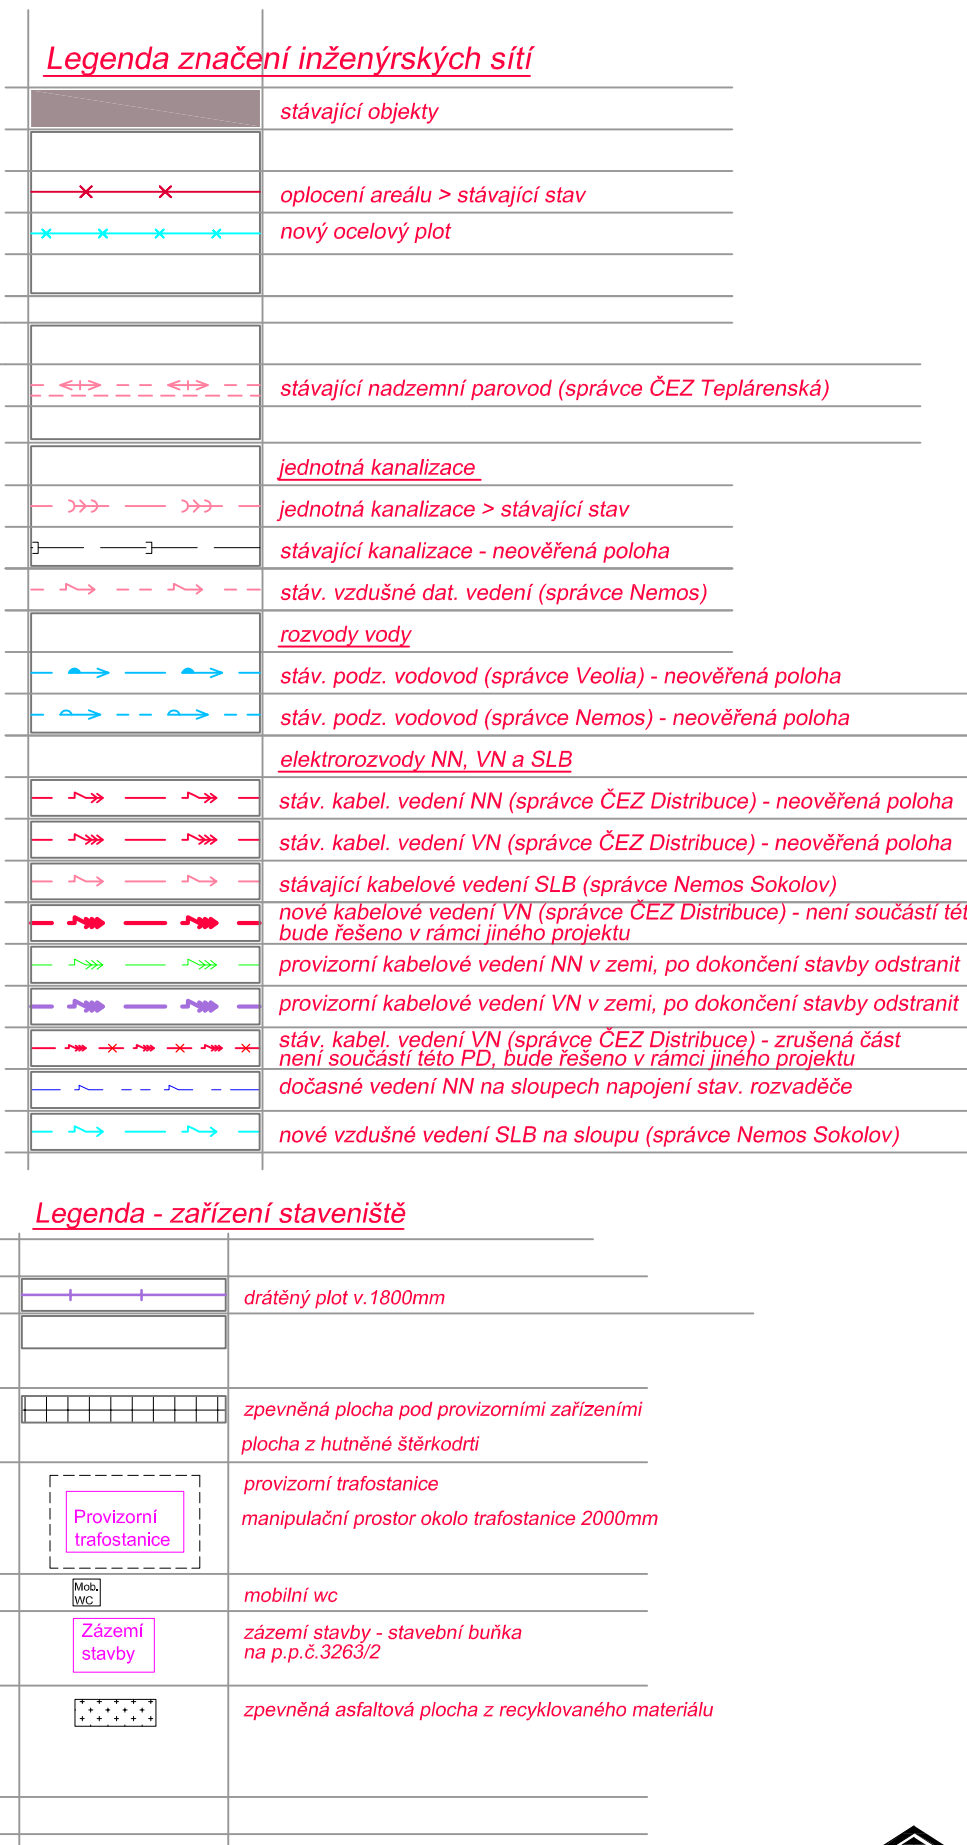 Legenda značení inženýrských sítí
stávající objekty
oplocení areálu > stávající stav
nový ocelový plot
stávající nadzemní parovod (správce ČEZ Teplárenská)
jednotná kanalizace
jednotná kanalizace > stávající stav
stávající kanalizace - neověřená poloha
stáv. vzdušné dat. vedení (správce Nemos)
rozvody vody
stáv. podz. vodovod (správce Veolia) - neověřená poloha
stáv. podz. vodovod (správce Nemos) - neověřená poloha
elektrorozvody NN, VN a SLB
stáv. kabel. vedení NN (správce ČEZ Distribuce) - neověřená poloha
stáv. kabel. vedení VN (správce ČEZ Distribuce) - neověřená poloha
stávající kabelové vedení SLB (správce Nemos Sokolov)
nové kabelové vedení VN (správce ČEZ Distribuce) - není součástí tét
bude řešeno v rámci jiného projektu
provizorní kabelové vedení NN v zemi, po dokončení stavby odstranit
provizorní kabelové vedení VN v zemi, po dokončení stavby odstranit
stáv. kabel. vedení VN (správce ČEZ Distribuce) - zrušená část
není součástí této PD, bude řešeno v rámci jiného projektu
dočasné vedení NN na sloupech napojení stav. rozvaděče
nové vzdušné vedení SLB na sloupu (správce Nemos Sokolov)
Legenda - zařízení staveniště
drátěný plot v.1800mm
zpevněná plocha pod provizorními zařízeními
plocha z hutněné štěrkodrti
provizorní trafostanice
Provizorní
trafostanice
manipulační prostor okolo trafostanice 2000mm
Mob.
WC
mobilní wc
Zázemí
stavby
zázemí stavby - stavební buňka
na p.p.č.3263/2
zpevněná asfaltová plocha z recyklovaného materiálu